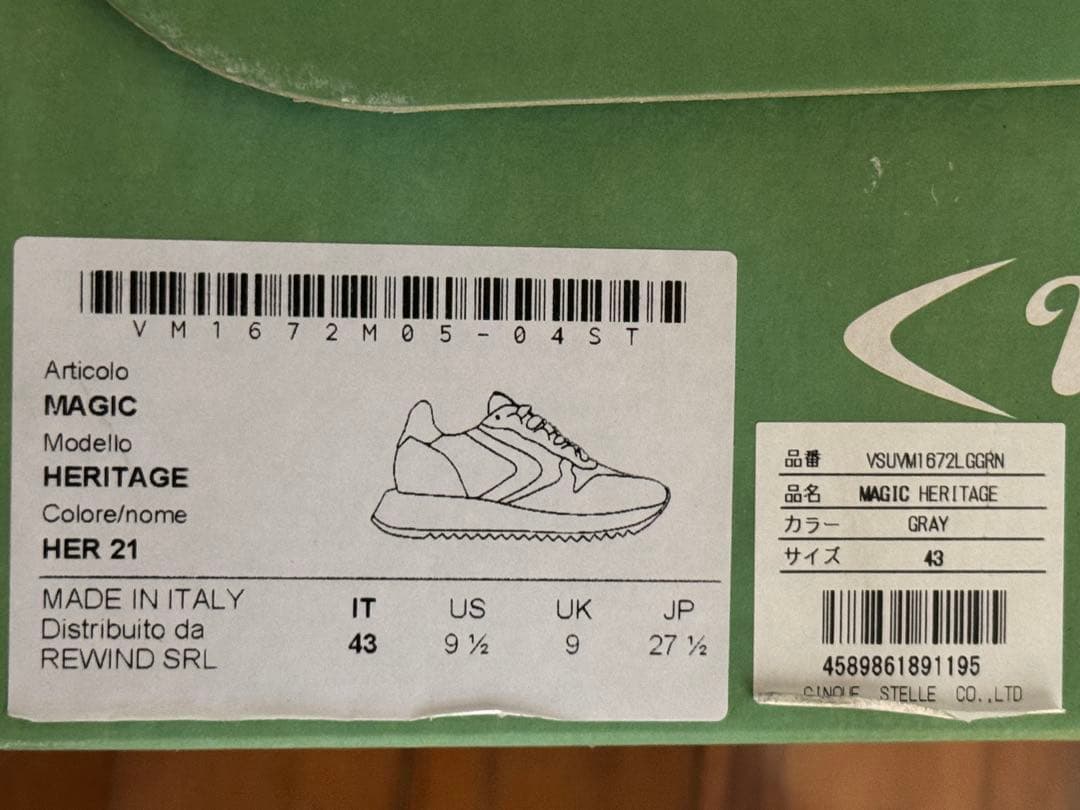 VM1672M05-04ST
Articolo
MAGIC
Modello
HERITAGE
Colore/nome
HER 21
MADE IN ITALY
Distribuito da
REWIND SRL
IT US UK JP
43 9 ½ 9 27 ½
品番 VSUVM1672LGGRN
品名 MAGIC HERITAGE
カラー GRAY
サイズ 43
4589861891195
CINQUE STELLE CO.,LTD